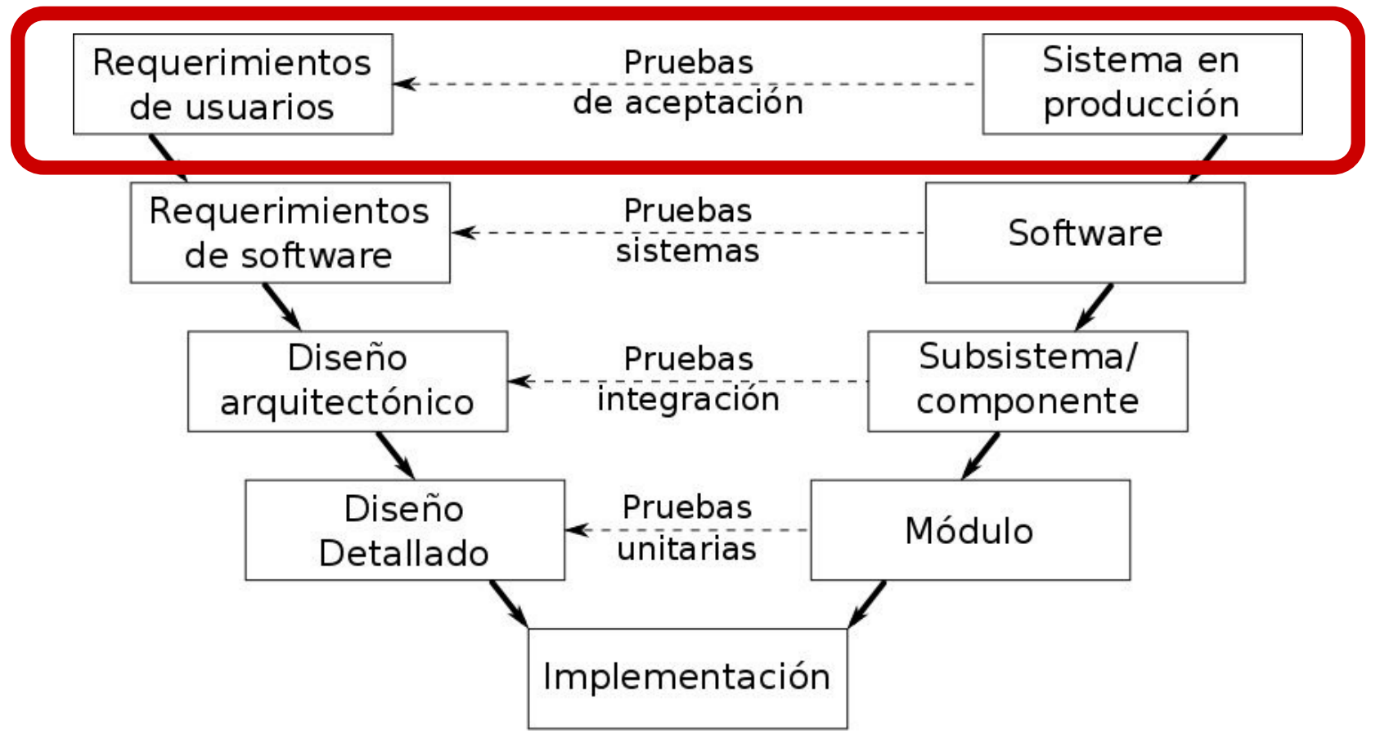 Requerimientos
de usuarios
Pruebas
de aceptación
Sistema en
producción
Requerimientos
de software
Pruebas
sistemas
Software
Diseño
arquitectónico
Pruebas
integración
Subsistema/
componente
Diseño
Detallado
Pruebas
unitarias
Módulo
Implementación